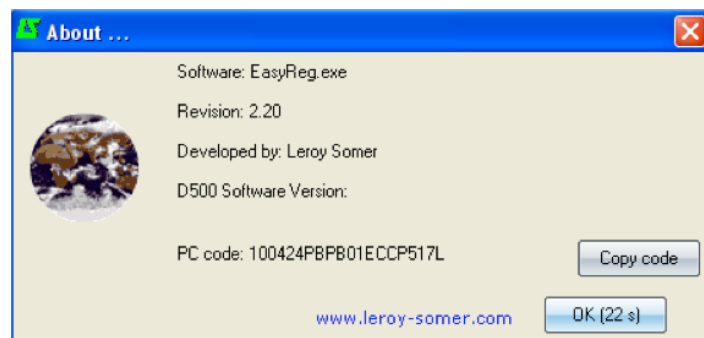 About ...
Software: EasyReg.exe
Revision: 2.20
Developed by: Leroy Somer
D500 Software Version:
PC code: 100424PBPB01ECCP517L
Copy code
www.leroy-somer.com
OK (22 s)